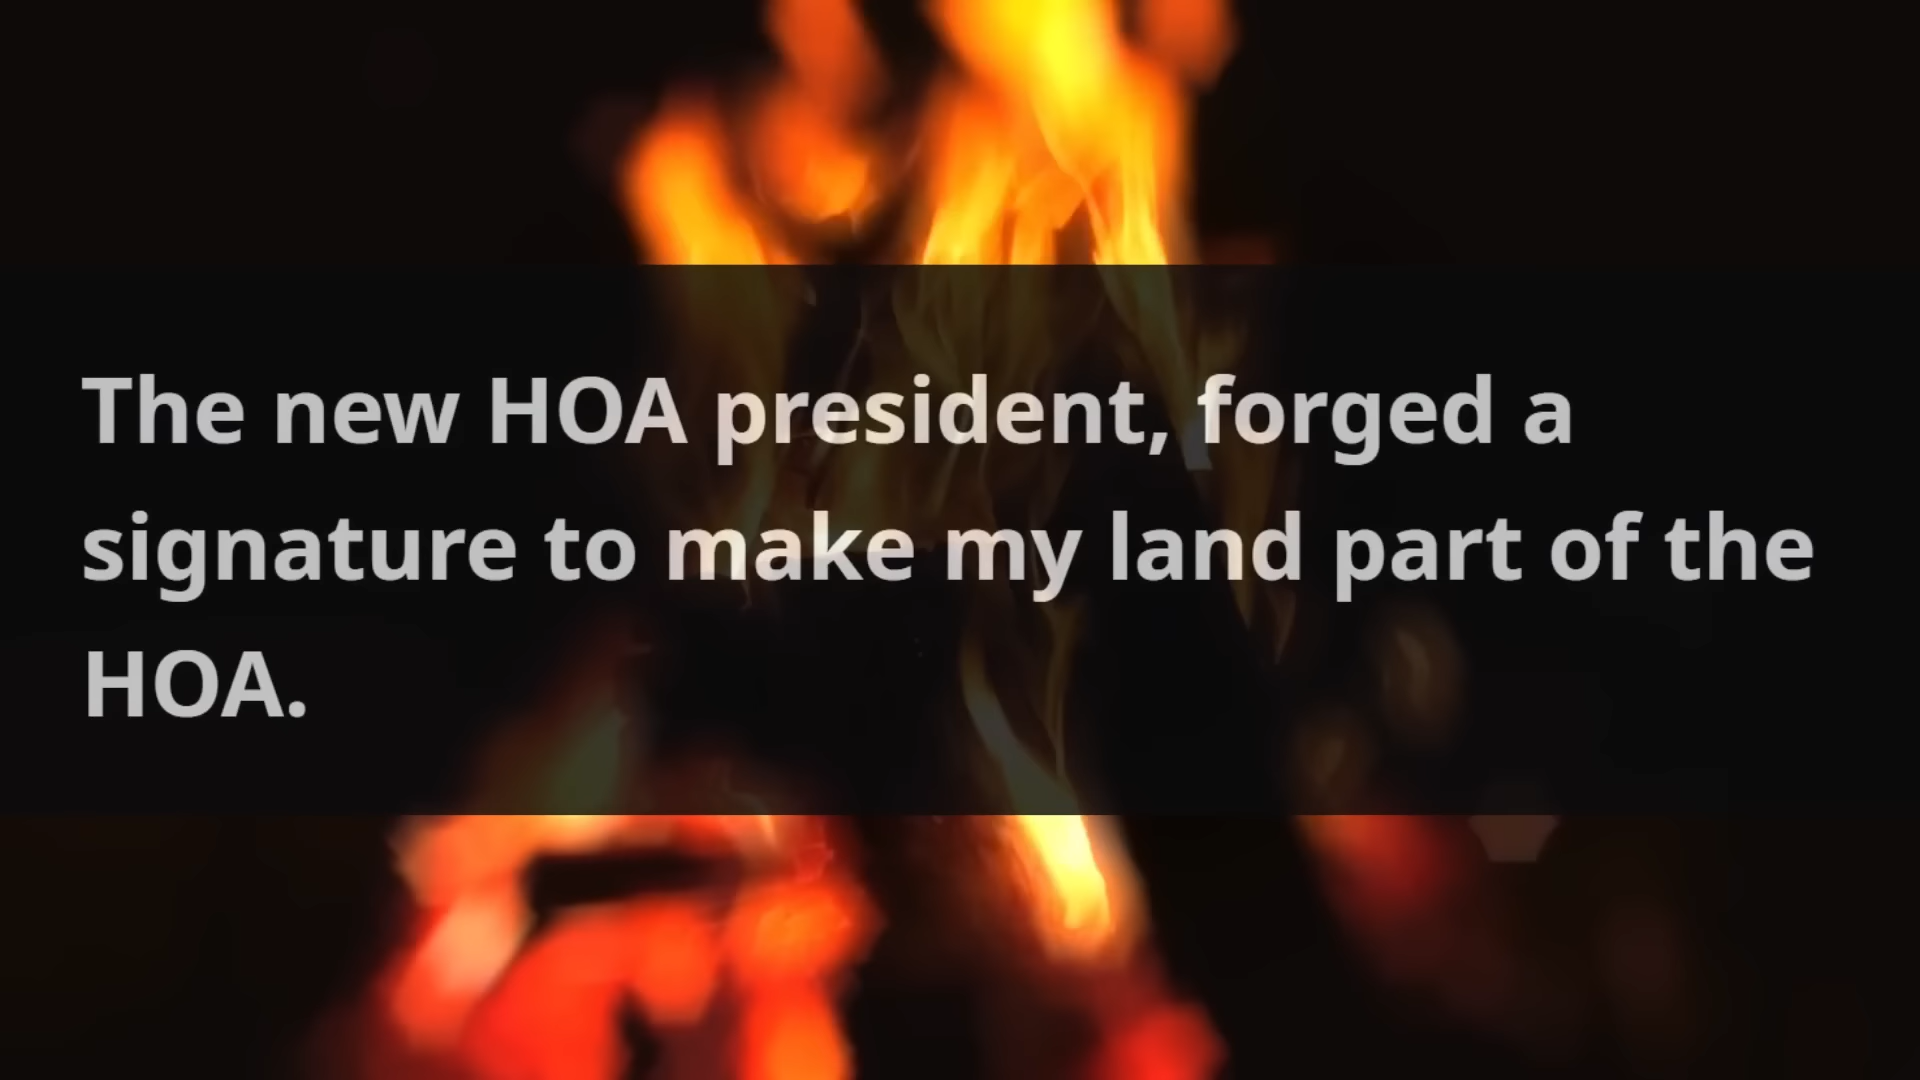 The new HOA president, forged a
signature to make my land part of the
HOA.